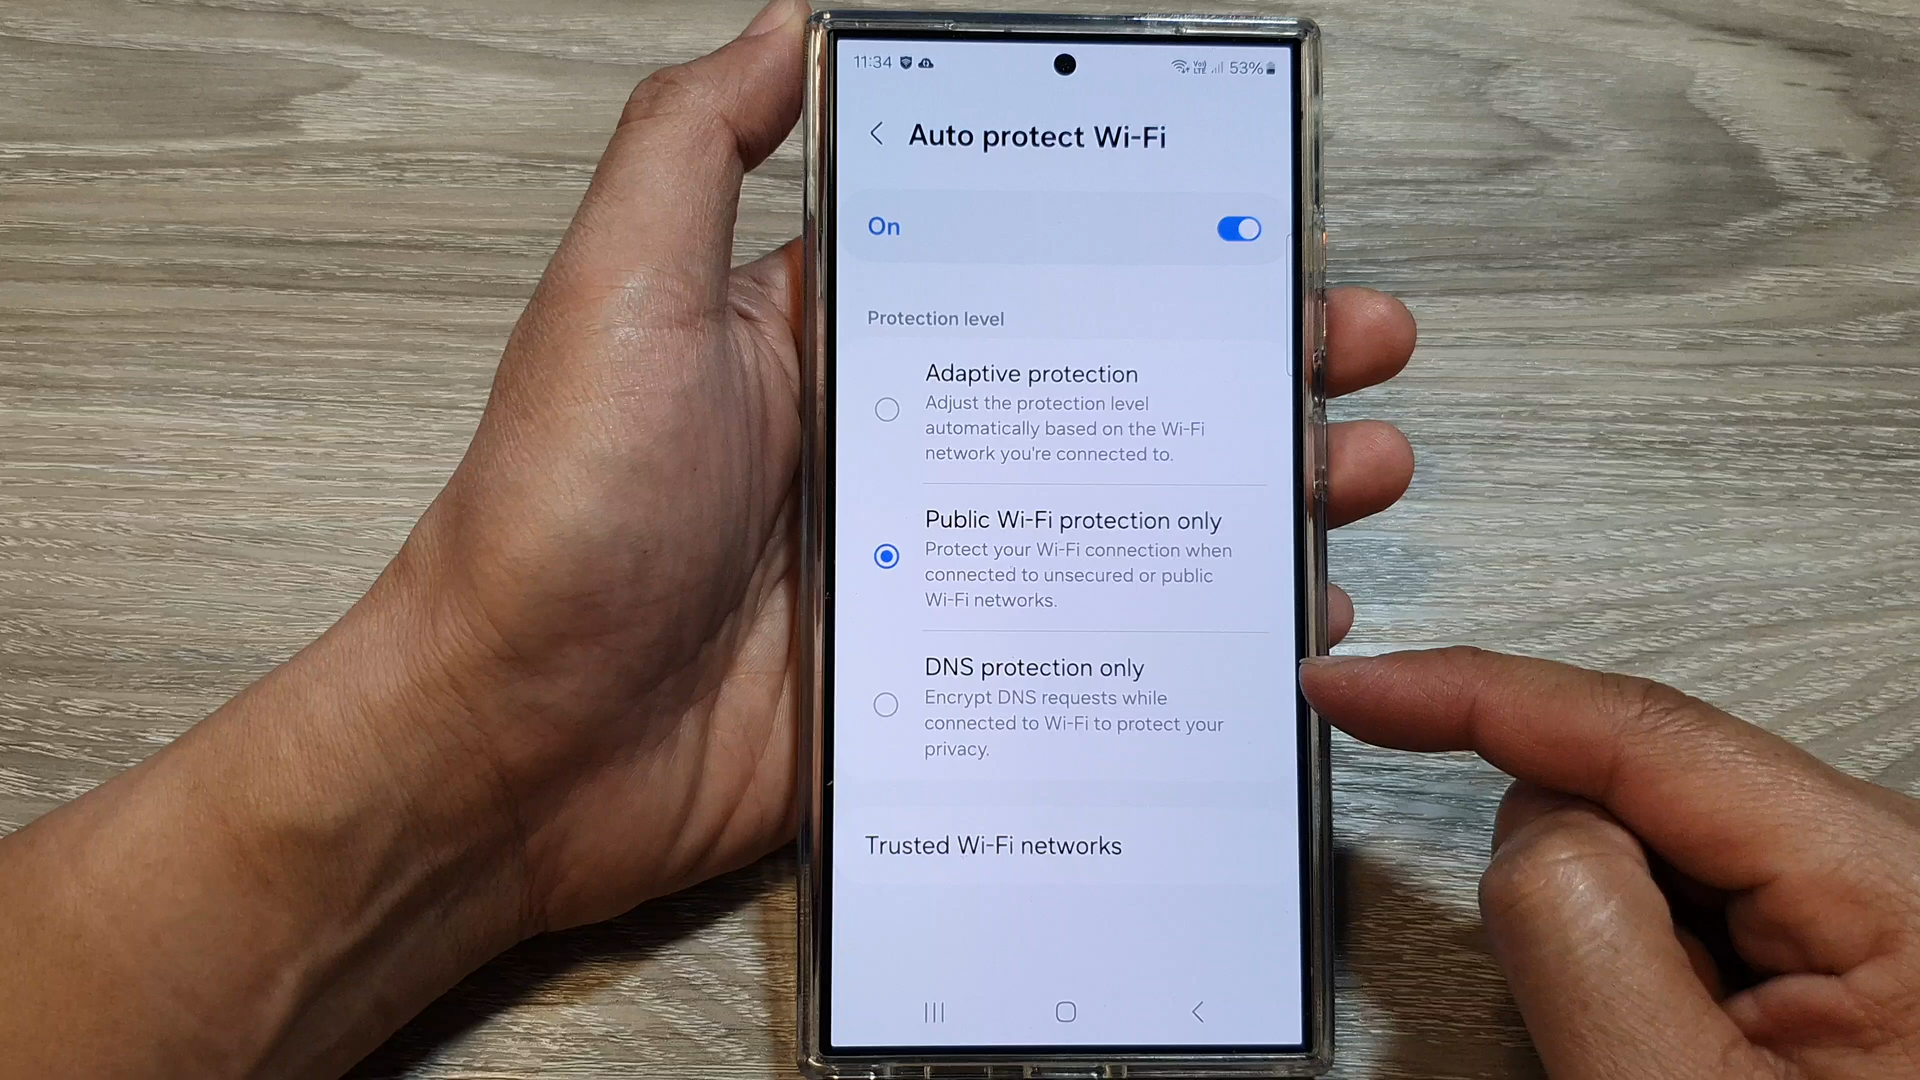 11:34
Vo) LTE 53%
Auto protect Wi-Fi
On
Protection level
Adaptive protection
Adjust the protection level
automatically based on the Wi-Fi
network you're connected to.
Public Wi-Fi protection only
Protect your Wi-Fi connection when
connected to unsecured or public
Wi-Fi networks.
DNS protection only
Encrypt DNS requests while
connected to Wi-Fi to protect your
privacy.
Trusted Wi-Fi networks